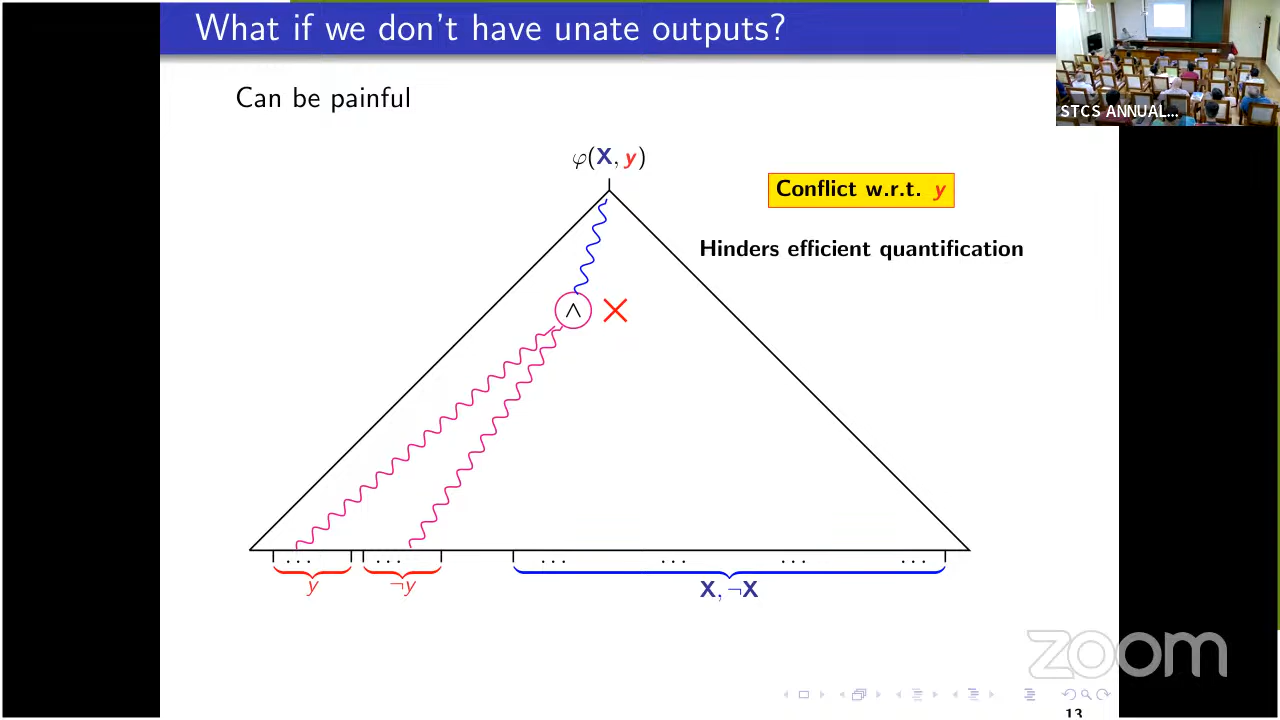 What if we don't have unate outputs?
STCS ANNUAL...
Can be painful
φ(X, y)
Conflict w.r.t. y
Hinders efficient quantification
∧
... ... ... ... ... ...
y ¬y X, ¬X
zoom
13